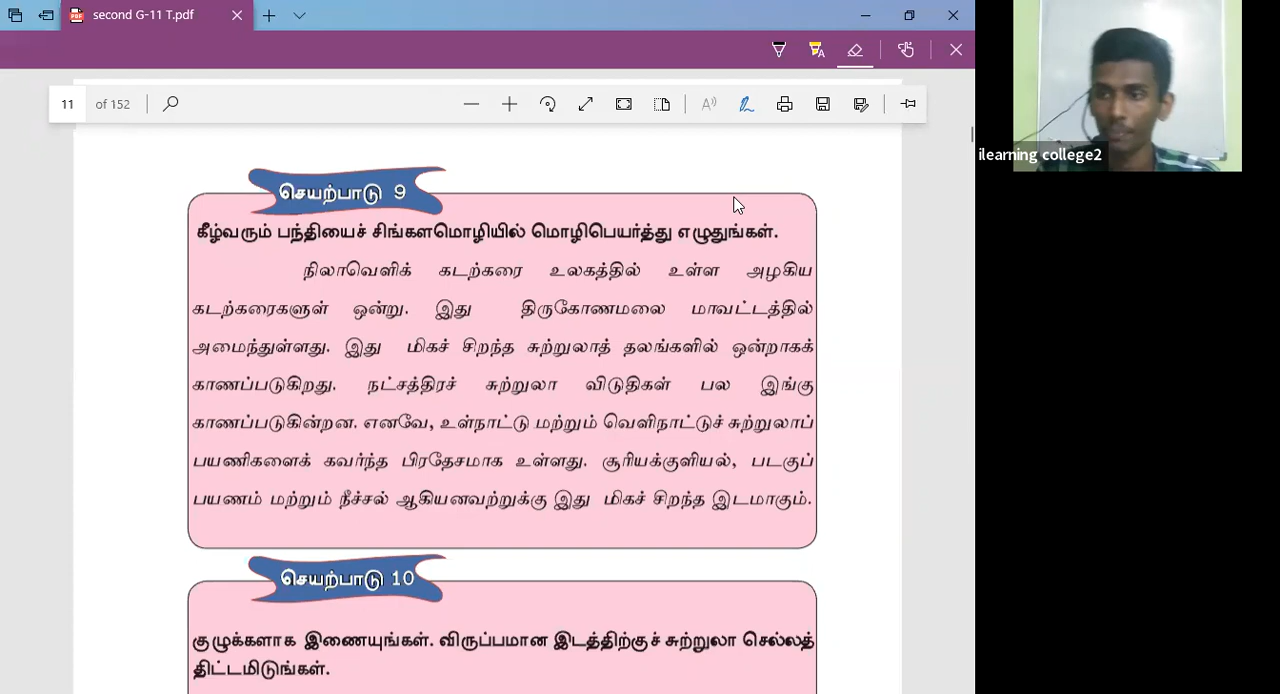 second G-11 T.pdf
11 of 152
ilearning college2
செயற்பாடு 9
கீழ்வரும் பந்தியைச் சிங்களமொழியில் மொழிபெயர்த்து எழுதுங்கள்.
நிலாவெளிக் கடற்கரை உலகத்தில் உள்ள அழகிய
கடற்கரைகளுள் ஒன்று. இது திருகோணமலை மாவட்டத்தில்
அமைந்துள்ளது. இது மிகச் சிறந்த சுற்றுலாத் தலங்களில் ஒன்றாகக்
காணப்படுகிறது. நட்சத்திரச் சுற்றுலா விடுதிகள் பல இங்கு
காணப்படுகின்றன. எனவே, உள்நாட்டு மற்றும் வெளிநாட்டுச் சுற்றுலாப்
பயணிகளைக் கவர்ந்த பிரதேசமாக உள்ளது. சூரியக்குளியல், படகுப்
பயணம் மற்றும் நீச்சல் ஆகியனவற்றுக்கு இது மிகச் சிறந்த இடமாகும்.
செயற்பாடு 10
குழுக்களாக இணையுங்கள். விருப்பமான இடத்திற்குச் சுற்றுலா செல்லத்
திட்டமிடுங்கள்.